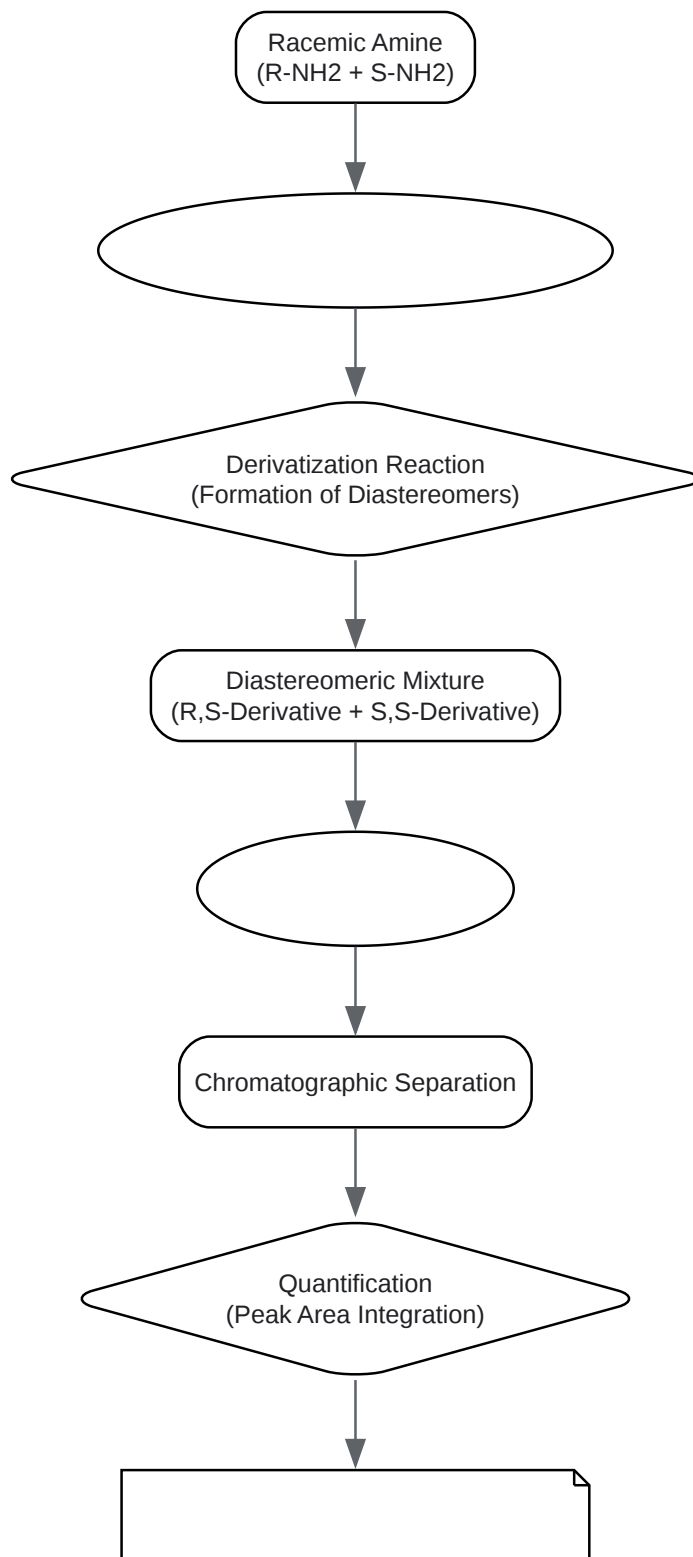 Racemic Amine
(R-NH2 + S-NH2)
Derivatization Reaction
(Formation of Diastereomers)
Diastereomeric Mixture
(R,S-Derivative + S,S-Derivative)
Chromatographic Separation
Quantification
(Peak Area Integration)